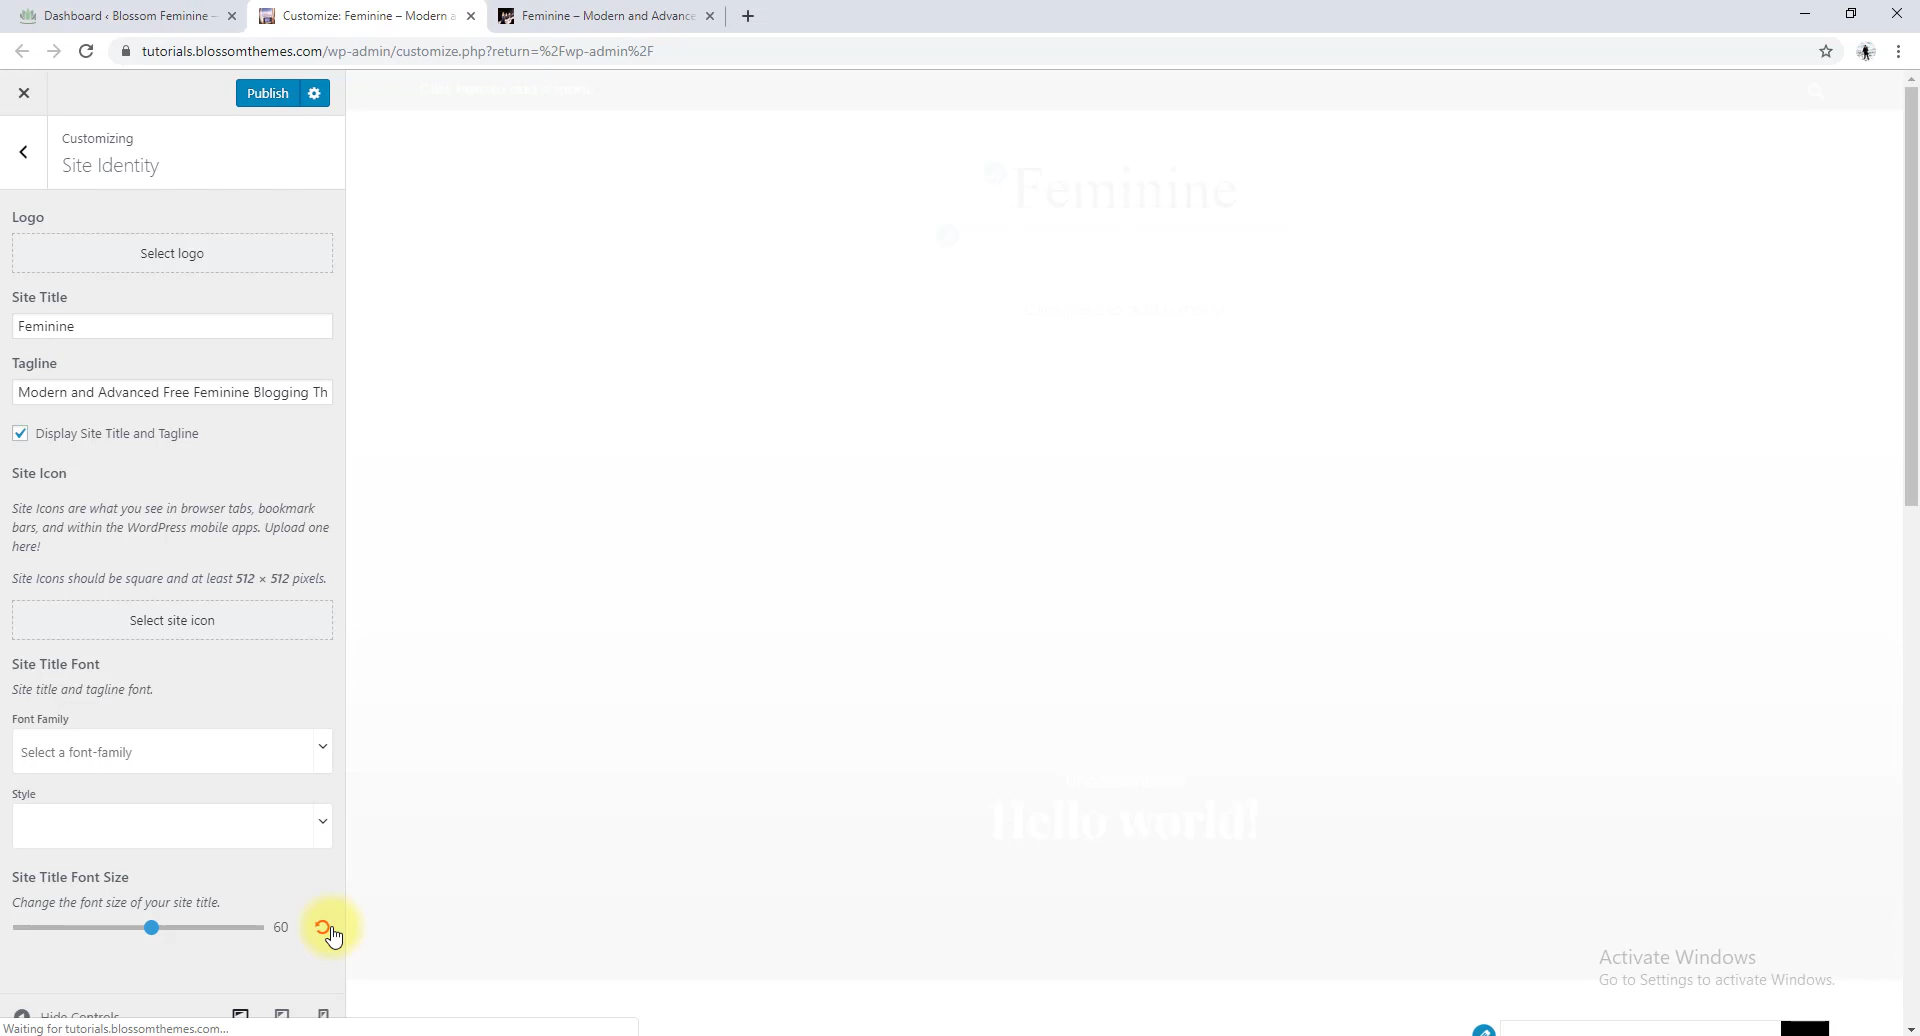 Dashboard ‹ Blossom Feminine –
Customize: Feminine – Modern a
Feminine – Modern and Advance
tutorials.blossomthemes.com/wp-admin/customize.php?return=%2Fwp-admin%2F
Publish
Customizing
Site Identity
Logo
Select logo
Site Title
Feminine
Tagline
Modern and Advanced Free Feminine Blogging Th
Display Site Title and Tagline
Site Icon
Site Icons are what you see in browser tabs, bookmark
bars, and within the WordPress mobile apps. Upload one
here!
Site Icons should be square and at least 512 × 512 pixels.
Select site icon
Site Title Font
Site title and tagline font.
Font Family
Select a font-family
Style
Site Title Font Size
Change the font size of your site title.
60
Hide Controls
Waiting for tutorials.blossomthemes.com...
Feminine
Hello world!
Activate Windows
Go to Settings to activate Windows.